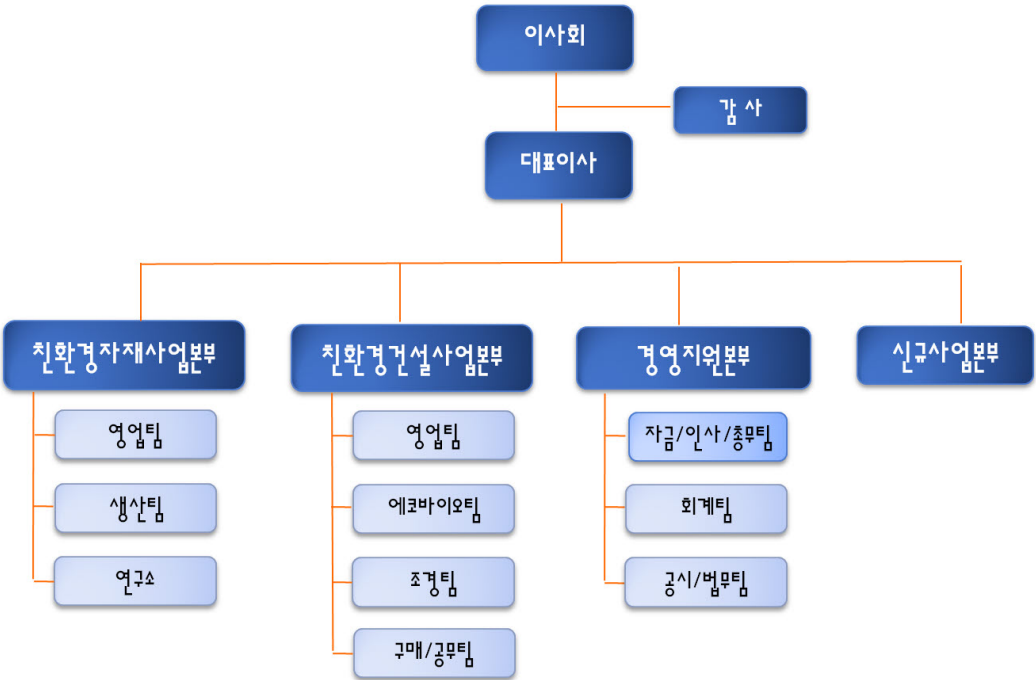 이사회
감 사
대표이사
친환경자재사업본부
친환경건설사업본부
경영지원본부
신규사업본부
영업팀
생산팀
연구소
영업팀
에코바이오팀
조경팀
구매/공무팀
자금/인사/총무팀
회계팀
공시/법무팀